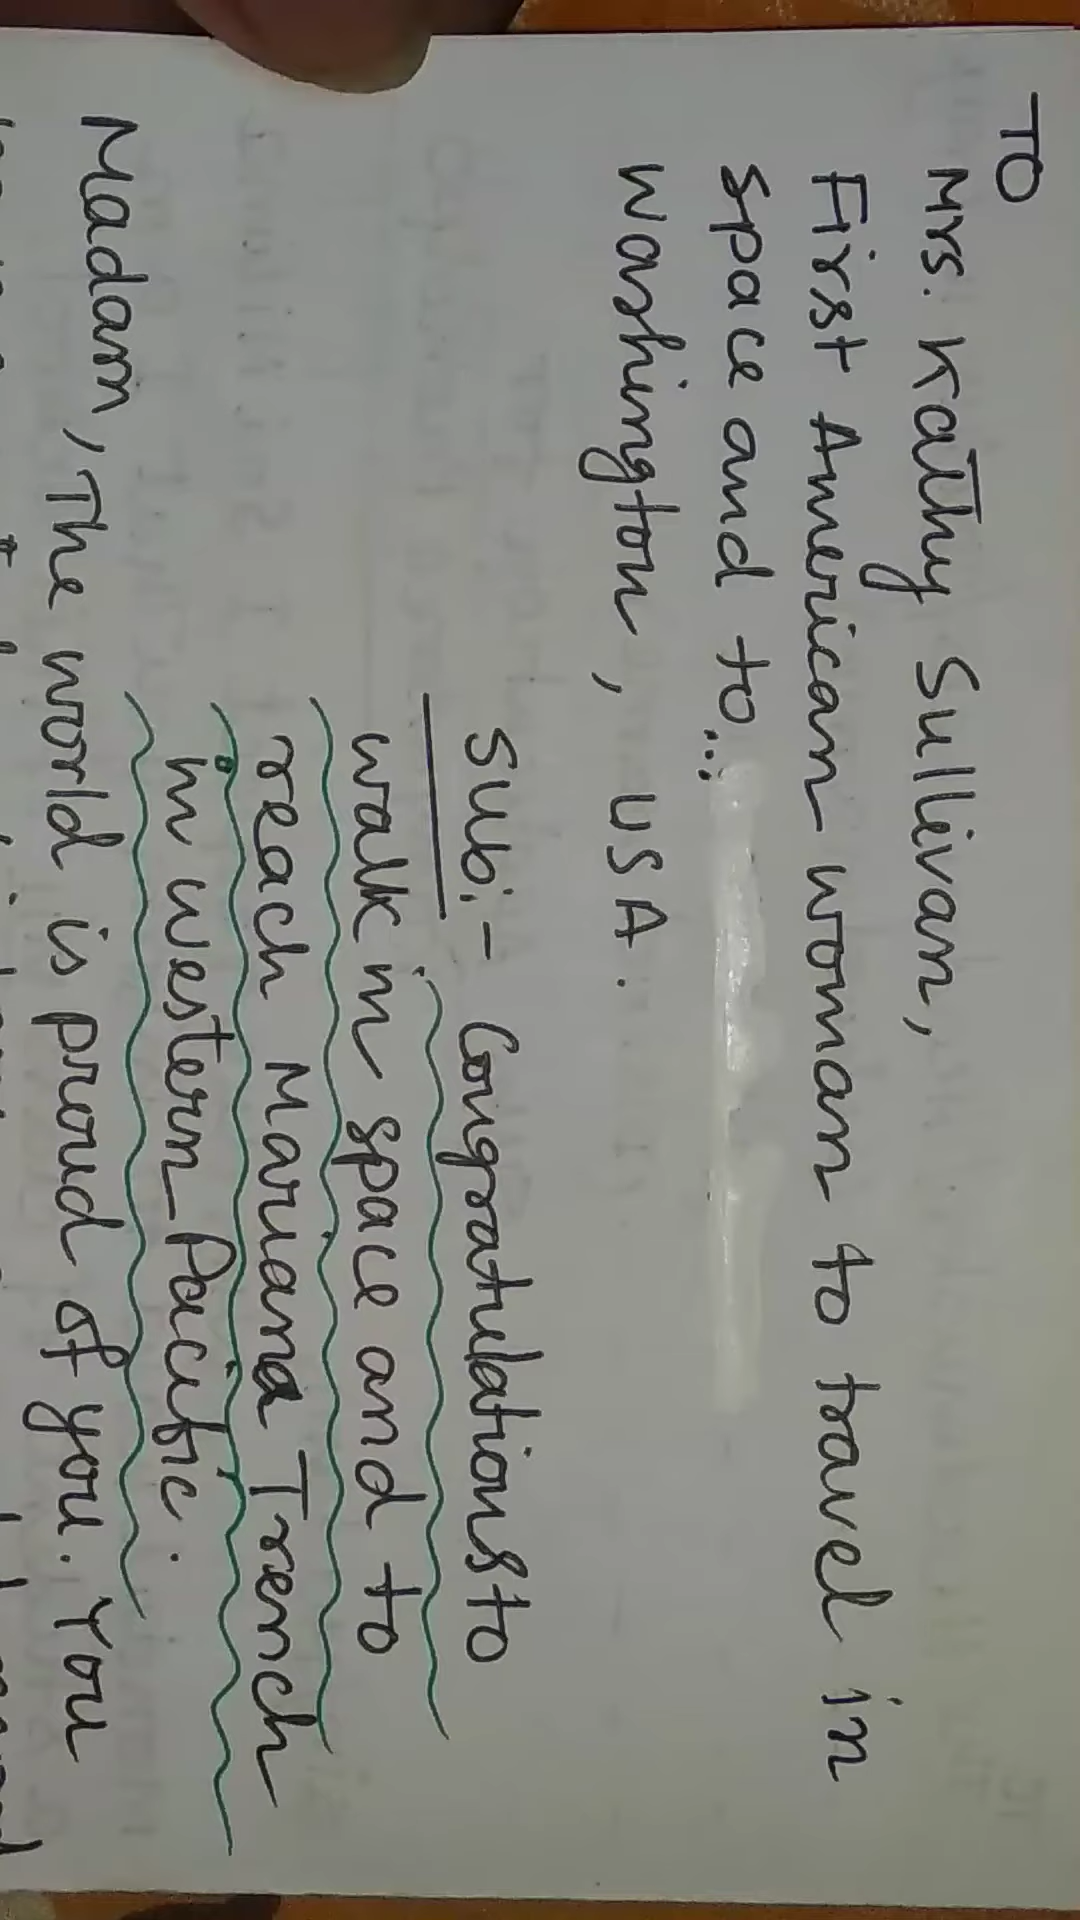 TO
Mrs. Kathy Sullivan,
First American woman to travel in
space and to...
Washington, USA.
Sub:- Congratulations to
walk in space and to
reach Mariana Trench
in western Pacific.
Madam, The world is proud of you. You